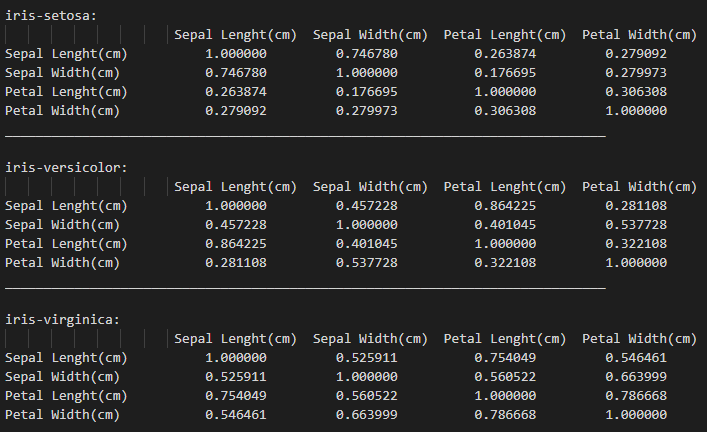 iris-setosa:
Sepal Lenght(cm) Sepal Width(cm) Petal Lenght(cm) Petal Width(cm)
Sepal Lenght(cm) 1.000000 0.746780 0.263874 0.279092
Sepal Width(cm) 0.746780 1.000000 0.176695 0.279973
Petal Lenght(cm) 0.263874 0.176695 1.000000 0.306308
Petal Width(cm) 0.279092 0.279973 0.306308 1.000000
iris-versicolor:
Sepal Lenght(cm) Sepal Width(cm) Petal Lenght(cm) Petal Width(cm)
Sepal Lenght(cm) 1.000000 0.457228 0.864225 0.281108
Sepal Width(cm) 0.457228 1.000000 0.401045 0.537728
Petal Lenght(cm) 0.864225 0.401045 1.000000 0.322108
Petal Width(cm) 0.281108 0.537728 0.322108 1.000000
iris-virginica:
Sepal Lenght(cm) Sepal Width(cm) Petal Lenght(cm) Petal Width(cm)
Sepal Lenght(cm) 1.000000 0.525911 0.754049 0.546461
Sepal Width(cm) 0.525911 1.000000 0.560522 0.663999
Petal Lenght(cm) 0.754049 0.560522 1.000000 0.786668
Petal Width(cm) 0.546461 0.663999 0.786668 1.000000